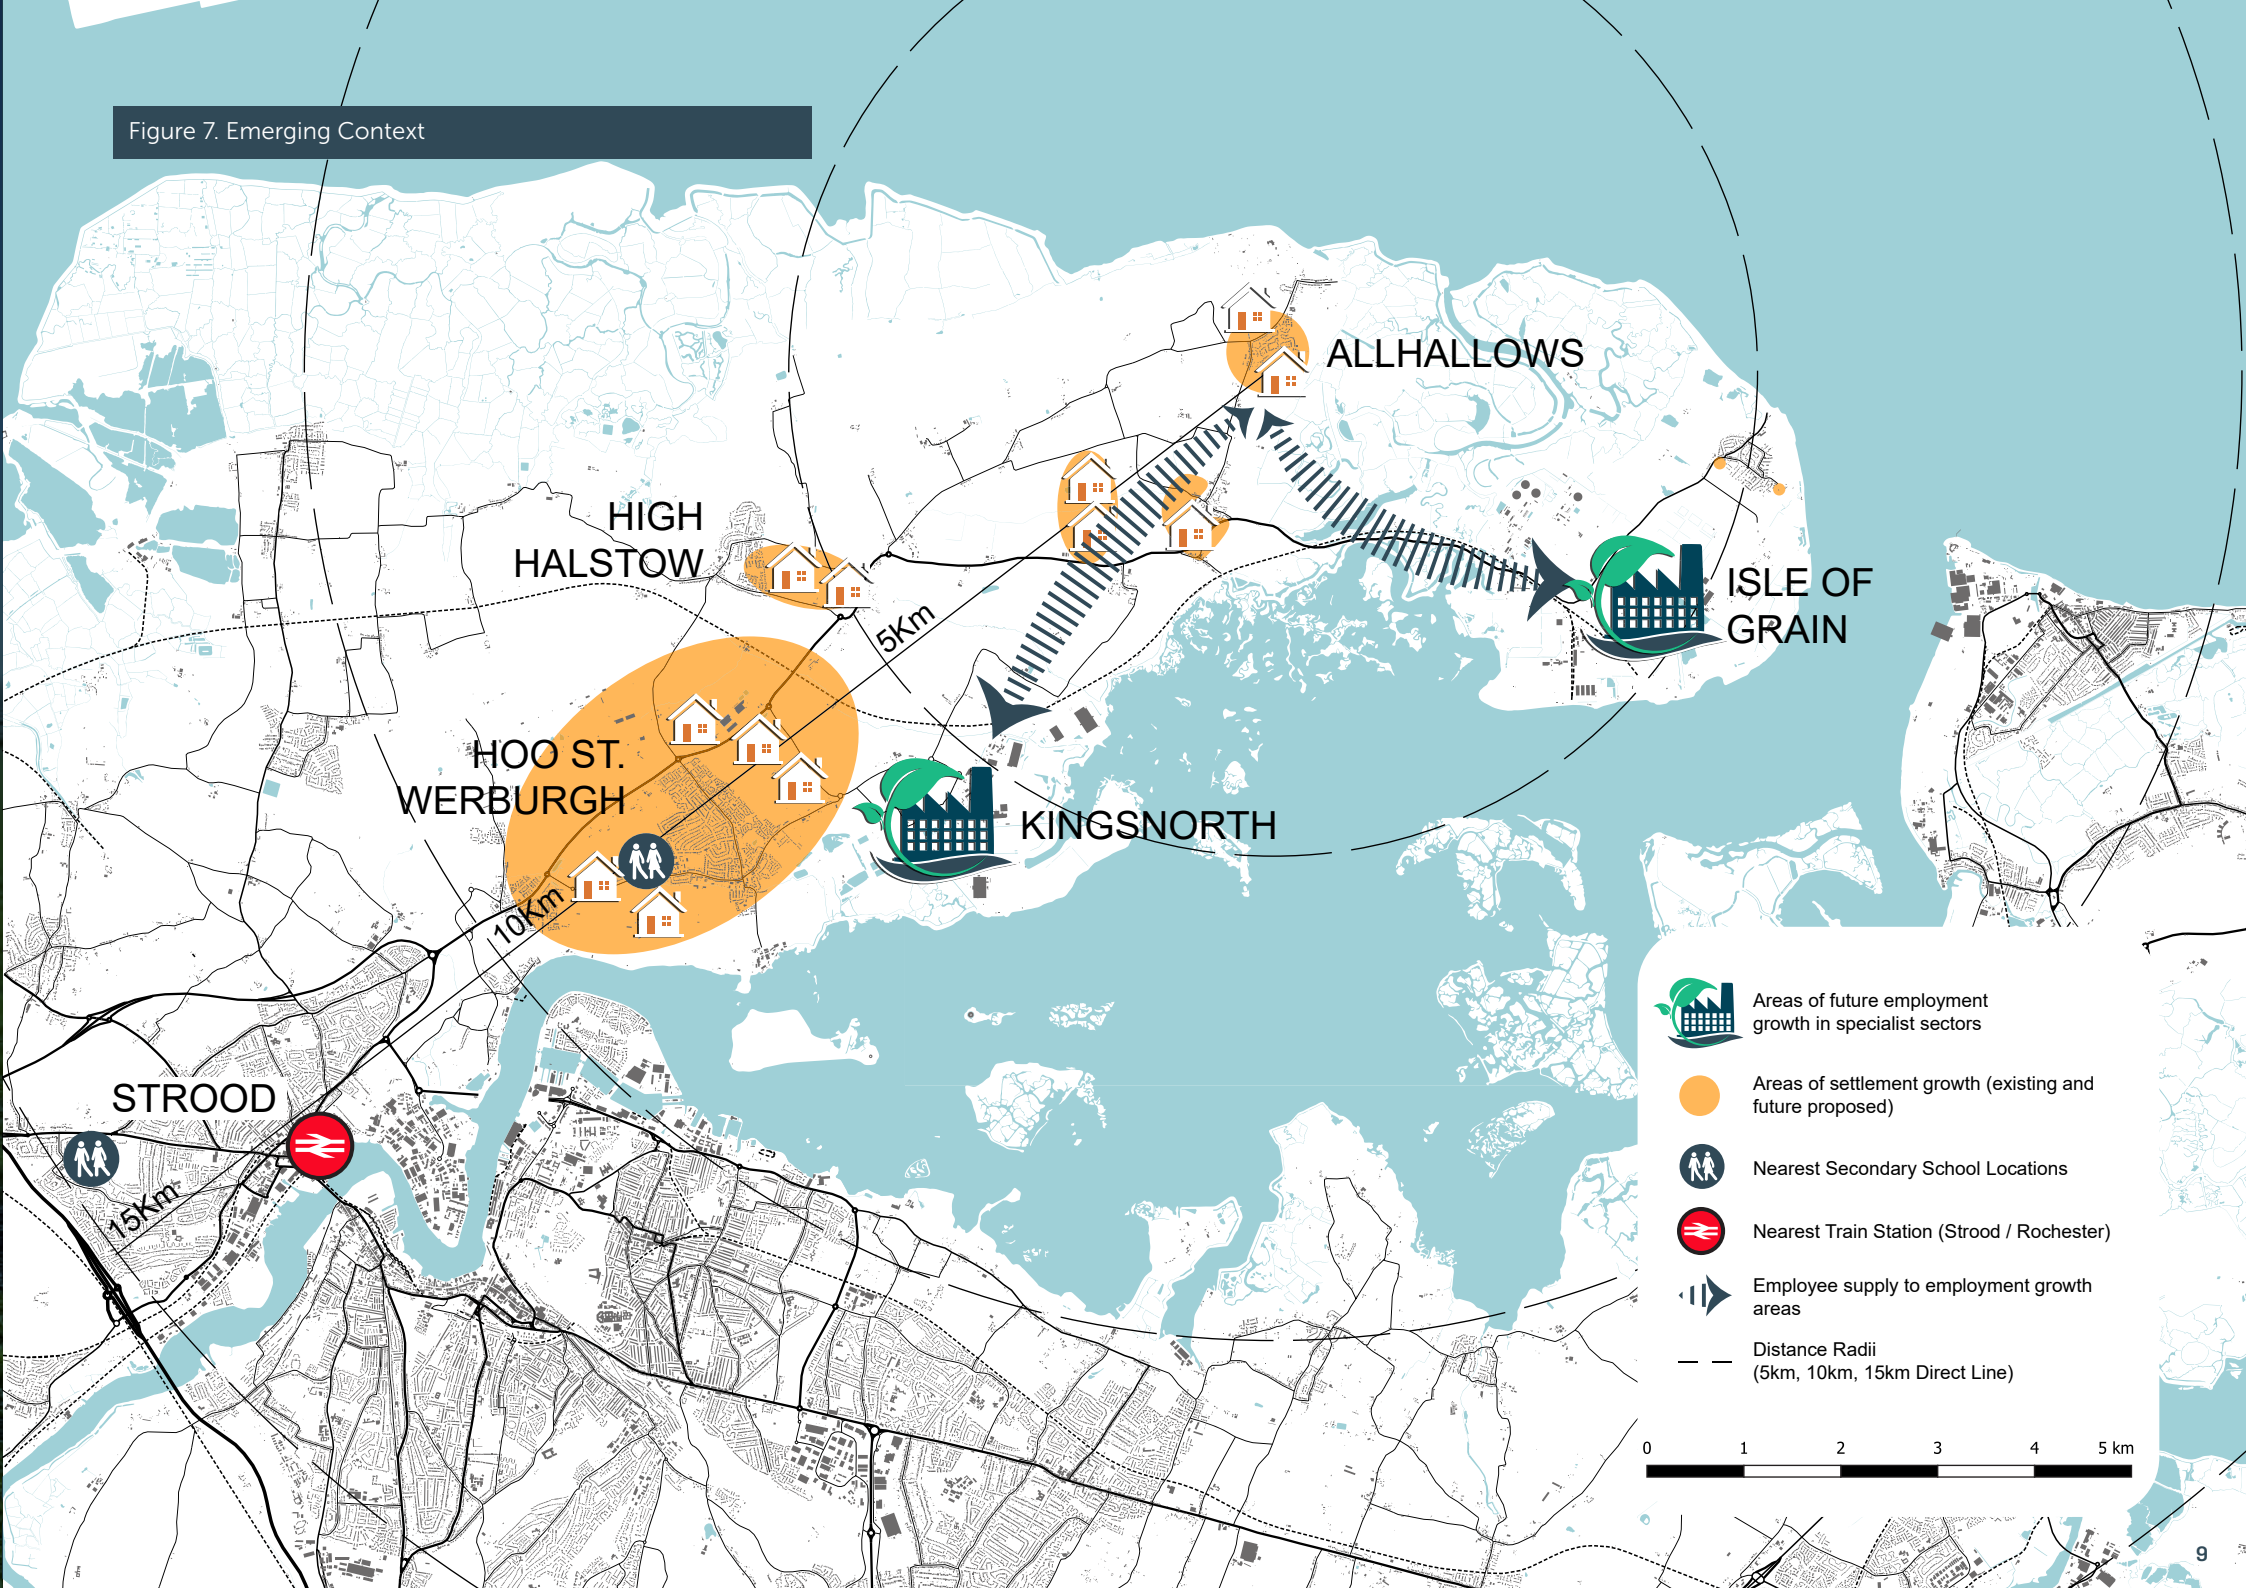 Figure 7. Emerging Context
ALLHALLOWS
HIGH
HALSTOW
ISLE OF
GRAIN
5Km
HOO ST.
WERBURGH
KINGSNORTH
10Km
STROOD
15Km
Areas of future employment
growth in specialist sectors
Areas of settlement growth (existing and
future proposed)
Nearest Secondary School Locations
Nearest Train Station (Strood / Rochester)
Employee supply to employment growth
areas
Distance Radii
(5km, 10km, 15km Direct Line)
0 1 2 3 4 5 km
9